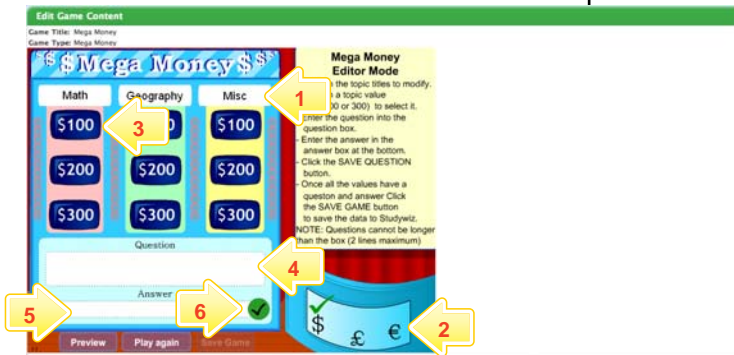 Edit Game Content
Game Title: Mega Money
Game Type: Mega Money
$$$Mega Money$$$
Math Geography Misc
$100 $100
$200 $200 $200
$300 $300 $300
Question
Answer
Preview Play again Save Game
Mega Money
Editor Mode
the topic titles to modify.
a topic value
or 300) to select it.
Enter the question into the
question box.
- Enter the answer in the
answer box at the bottom.
- Click the SAVE QUESTION
button.
- Once all the values have a
queston and answer Click
the SAVE GAME button
to save the data to Studywiz.
NOTE: Questions cannot be longer
than the box (2 lines maximum)
$ £ €
1
3
4
5
6
2